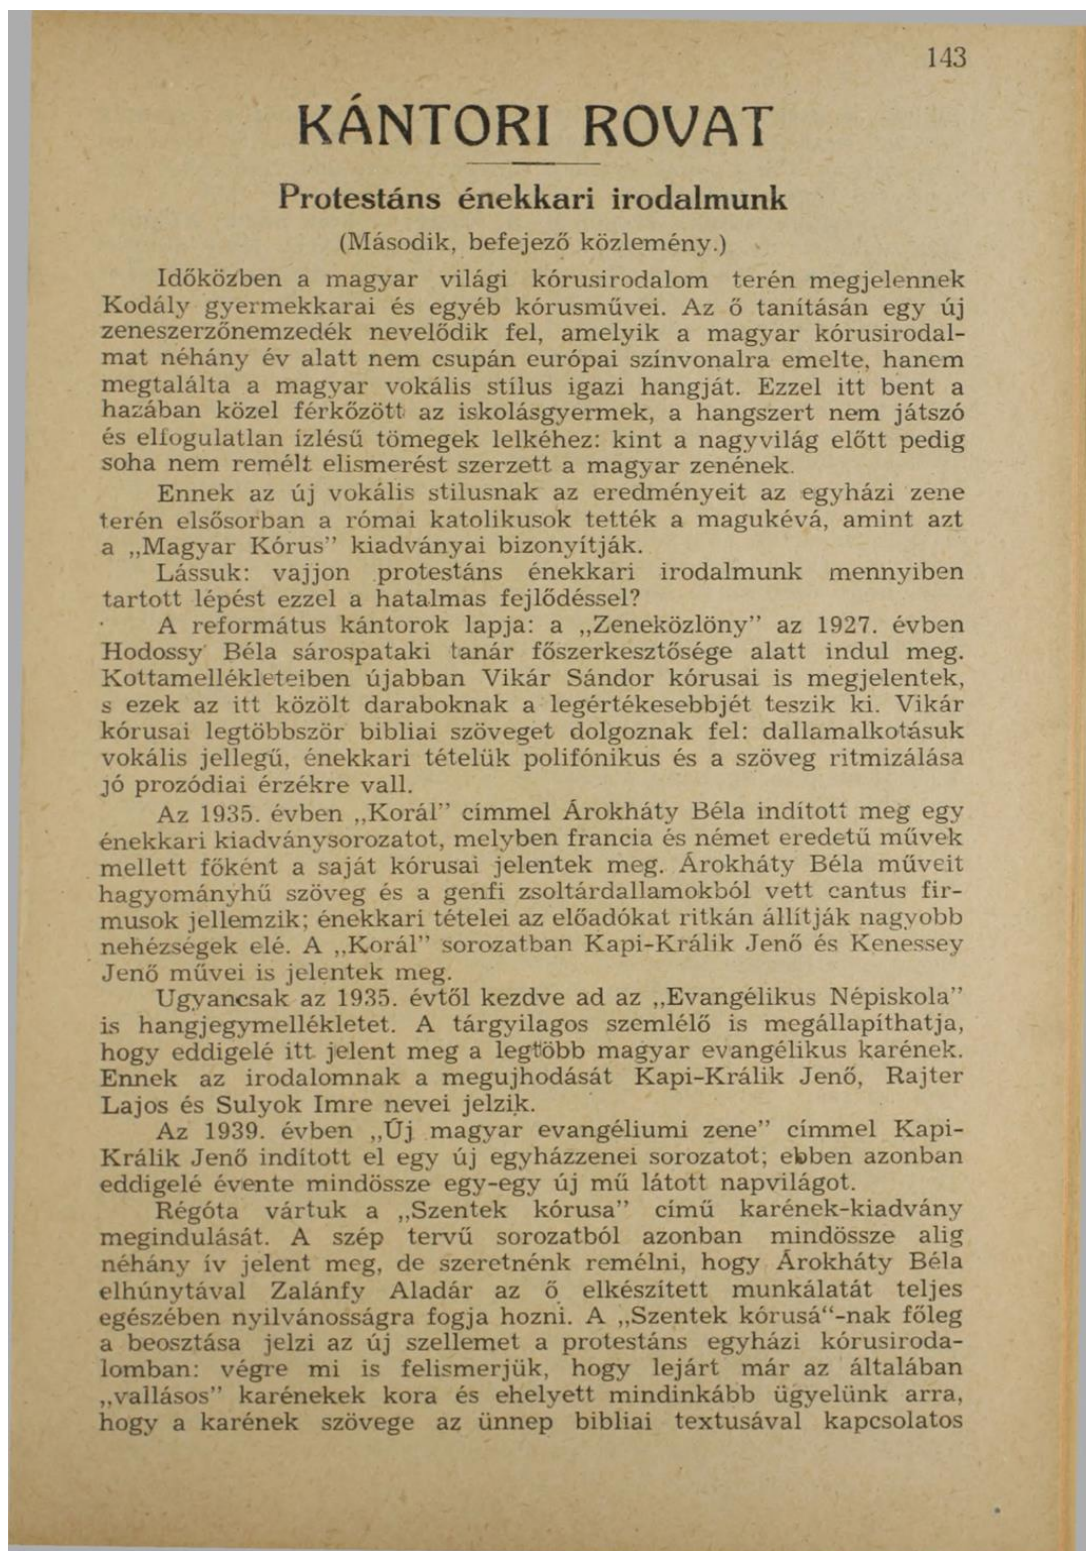 143
KÁNTORI ROVAT
Protestáns énekkari irodalmunk
(Második, befejező közlemény.)
Időközben a magyar világi kórusirodalom terén megjelennek
Kodály gyermekkarai és egyéb kórusművei. Az ő tanításán egy új
zeneszerzőnemzedék nevelődik fel, amelyik a magyar kórusirodal-
mat néhány év alatt nem csupán európai színvonalra emelte, hanem
megtalálta a magyar vokális stílus igazi hangját. Ezzel itt bent a
hazában közel férkőzött az iskolásgyermek, a hangszert nem játszó
és elfogulatlan ízlésű tömegek lelkéhez: kint a nagyvilág előtt pedig
soha nem remélt elismerést szerzett a magyar zenének.
Ennek az új vokális stilusnak az eredményeit az egyházi zene
terén elsősorban a római katolikusok tették a magukévá, amint azt
a „Magyar Kórus” kiadványai bizonyítják.
Lássuk: vajjon protestáns énekkari irodalmunk mennyiben
tartott lépést ezzel a hatalmas fejlődéssel?
A református kántorok lapja: a „Zeneközlöny” az 1927. évben
Hodossy Béla sárospataki tanár főszerkesztősége alatt indul meg.
Kottamellékleteiben újabban Vikár Sándor kórusai is megjelentek,
s ezek az itt közölt daraboknak a legértékesebbjét teszik ki. Vikár
kórusai legtöbbször bibliai szöveget dolgoznak fel: dallamalkotásuk
vokális jellegű, énekkari tételük polifónikus és a szöveg ritmizálása
jó prozódiai érzékre vall.
Az 1935. évben „Korál” címmel Árokháty Béla indított meg egy
énekkari kiadványsorozatot, melyben francia és német eredetű művek
mellett főként a saját kórusai jelentek meg. Árokháty Béla műveit
hagyományhű szöveg és a genfi zsoltárdallamokból vett cantus fir-
musok jellemzik; énekkari tételei az előadókat ritkán állítják nagyobb
nehézségek elé. A „Korál” sorozatban Kapi-Králik Jenő és Kenessey
Jenő művei is jelentek meg.
Ugyancsak az 1935. évtől kezdve ad az „Evangélikus Népiskola”
is hangjegymellékletet. A tárgyilagos szemlélő is megállapíthatja,
hogy eddigelé itt jelent meg a legtöbb magyar evangélikus karének.
Ennek az irodalomnak a megujhodását Kapi-Králik Jenő, Rajter
Lajos és Sulyok Imre nevei jelzik.
Az 1939. évben „Új magyar evangéliumi zene” címmel Kapi-
Králik Jenő indított el egy új egyházzenei sorozatot; ebben azonban
eddigelé évente mindössze egy-egy új mű látott napvilágot.
Régóta vártuk a „Szentek kórusa” című karének-kiadvány
megindulását. A szép tervű sorozatból azonban mindössze alig
néhány ív jelent meg, de szeretnénk remélni, hogy Árokháty Béla
elhúnytával Zalánfy Aladár az ő elkészített munkálatát teljes
egészében nyilvánosságra fogja hozni. A „Szentek kórusá“-nak főleg
a beosztása jelzi az új szellemet a protestáns egyházi kórusiroda-
lomban: végre mi is felismerjük, hogy lejárt már az általában
„vallásos” karénekek kora és ehelyett mindinkább ügyelünk arra,
hogy a karének szövege az ünnep bibliai textusával kapcsolatos